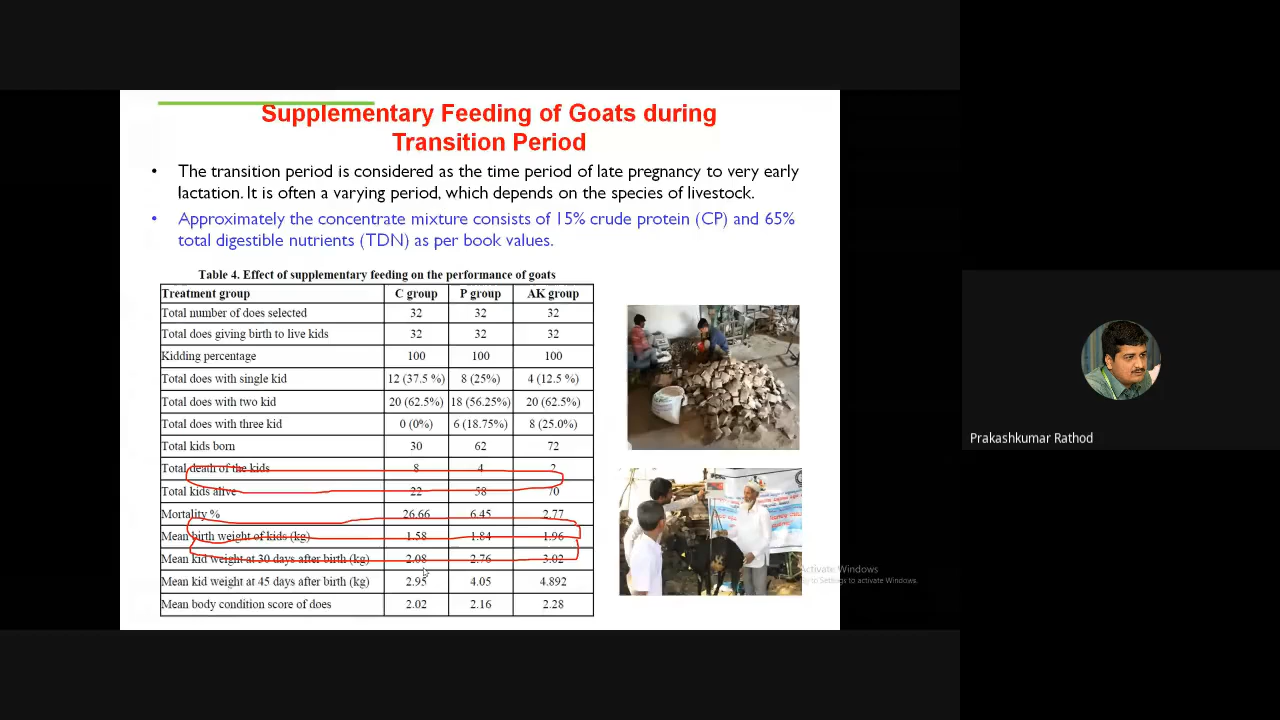 Supplementary Feeding of Goats during
Transition Period
• The transition period is considered as the time period of late pregnancy to very early
lactation. It is often a varying period, which depends on the species of livestock.
• Approximately the concentrate mixture consists of 15% crude protein (CP) and 65%
total digestible nutrients (TDN) as per book values.
Table 4. Effect of supplementary feeding on the performance of goats
Treatment group C group P group AK group
Total number of does selected 32 32 32
Total does giving birth to live kids 32 32 32
Kidding percentage 100 100 100
Total does with single kid 12 (37.5 %) 8 (25%) 4 (12.5 %)
Total does with two kid 20 (62.5%) 18 (56.25%) 20 (62.5%)
Total does with three kid 0 (0%) 6 (18.75%) 8 (25.0%)
Total kids born 30 62 72
Total death of the kids 8 4 2
Total kids alive 22 58 70
Mortality % 26.66 6.45 2.77
Mean birth weight of kids (kg) 1.58 1.84 1.96
Mean kid weight at 30 days after birth (kg) 2.08 2.76 3.02
Mean kid weight at 45 days after birth (kg) 2.95 4.05 4.892
Mean body condition score of does 2.02 2.16 2.28
Activate Windows
to Settings to activate Windows.
Prakashkumar Rathod